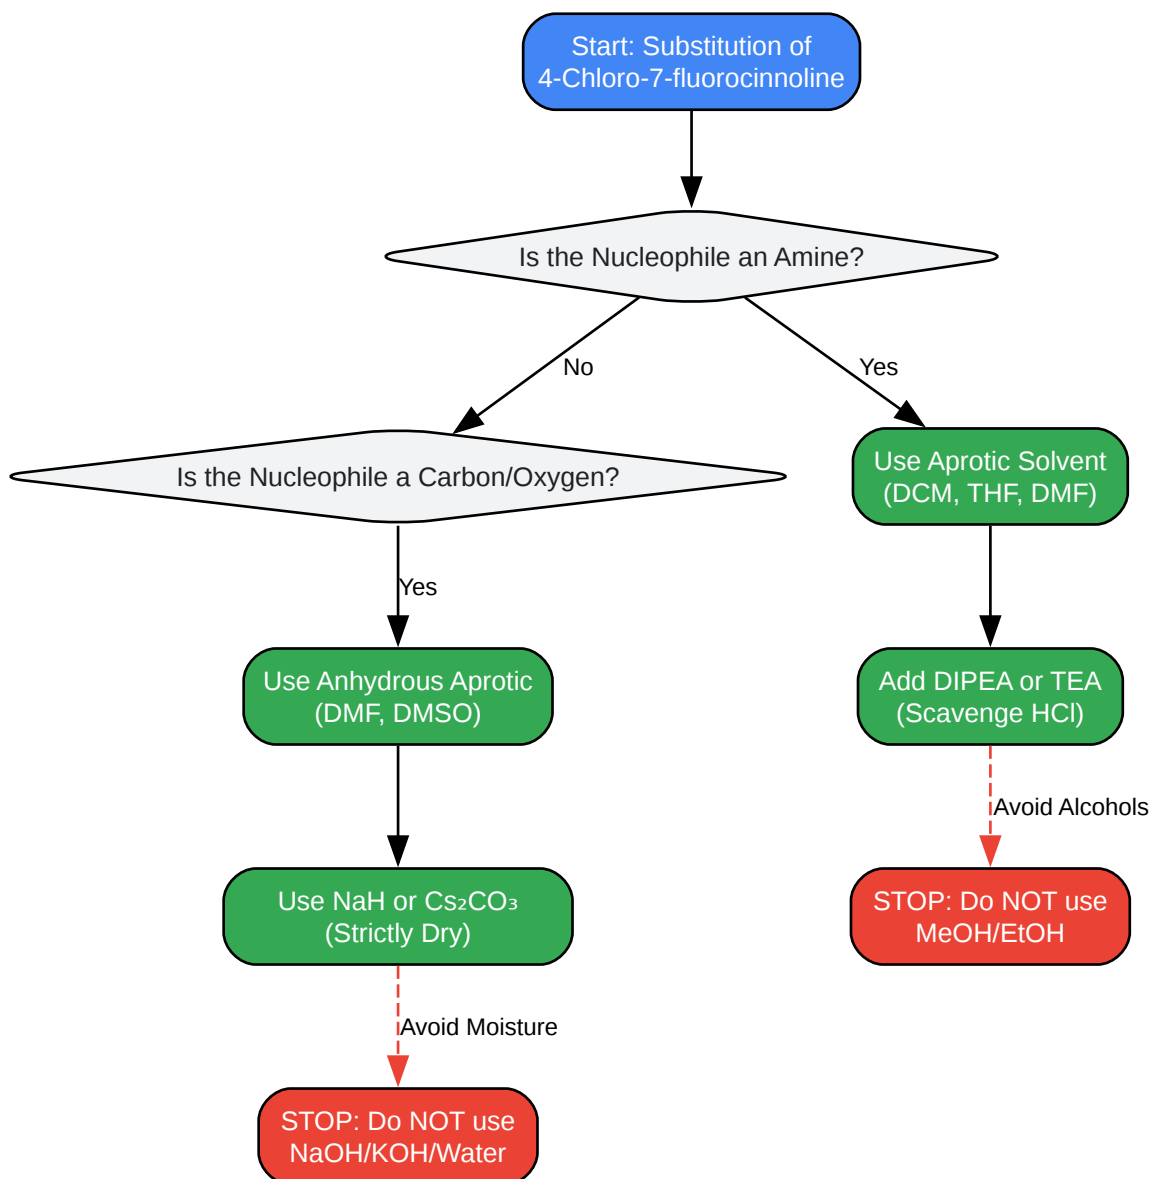 Start: Substitution of
4-Chloro-7-fluorocinnoline
Is the Nucleophile an Amine?
No
Yes
Is the Nucleophile a Carbon/Oxygen?
Use Aprotic Solvent
(DCM, THF, DMF)
Yes
Use Anhydrous Aprotic
(DMF, DMSO)
Add DIPEA or TEA
(Scavenge HCl)
Avoid Alcohols
Use NaH or Cs₂CO₃
(Strictly Dry)
STOP: Do NOT use
MeOH/EtOH
Avoid Moisture
STOP: Do NOT use
NaOH/KOH/Water